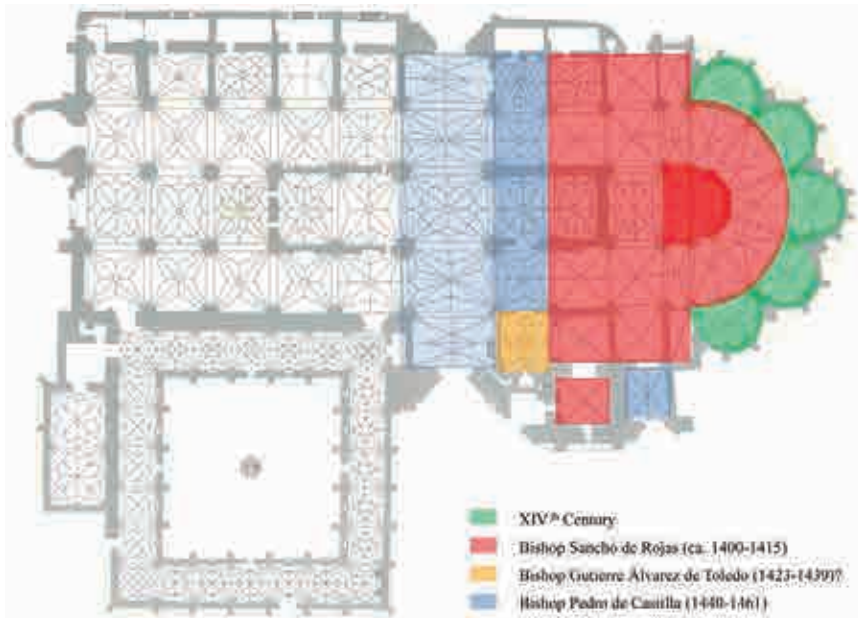 XIVth Century
Bishop Sancho de Rojas (ca. 1400-1415)
Bishop Gutierre Álvarez de Toledo (1423-1439)?
Bishop Pedro de Castilla (1440-1461)